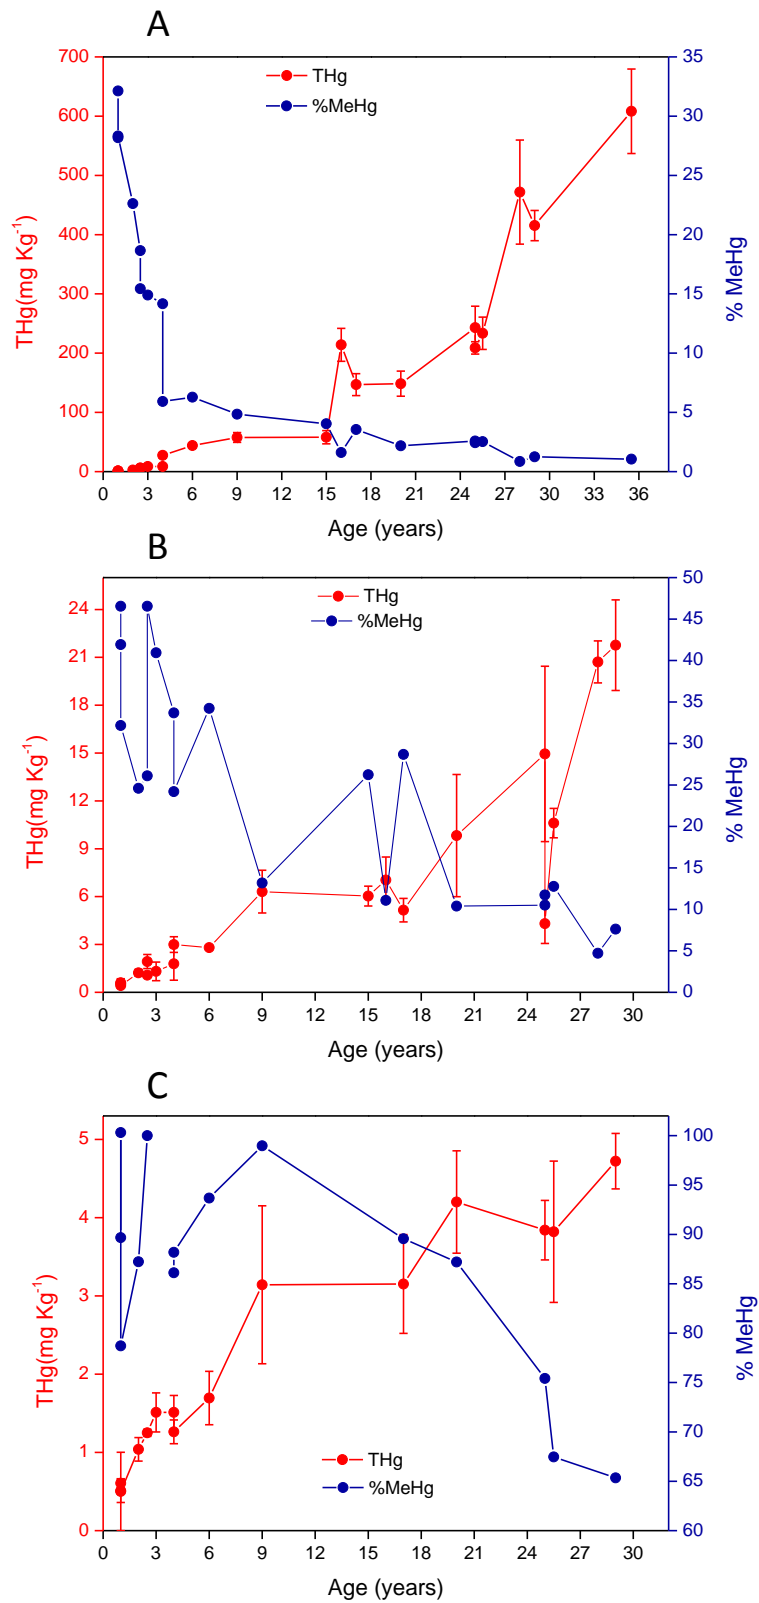 A
THg
%MeHg
700
600
500
400
300
200
100
0
THg(mg Kg⁻¹)
35
30
25
20
15
10
5
0
% MeHg
0 3 6 9 12 15 18 21 24 27 30 33 36
Age (years)
B
THg
%MeHg
24
21
18
15
12
9
6
3
0
THg(mg Kg⁻¹)
50
45
40
35
30
25
20
15
10
5
0
% MeHg
0 3 6 9 12 15 18 21 24 27 30
Age (years)
C
5
4
3
2
1
0
THg(mg Kg⁻¹)
100
95
90
85
80
75
70
65
60
% MeHg
THg
%MeHg
0 3 6 9 12 15 18 21 24 27 30
Age (years)